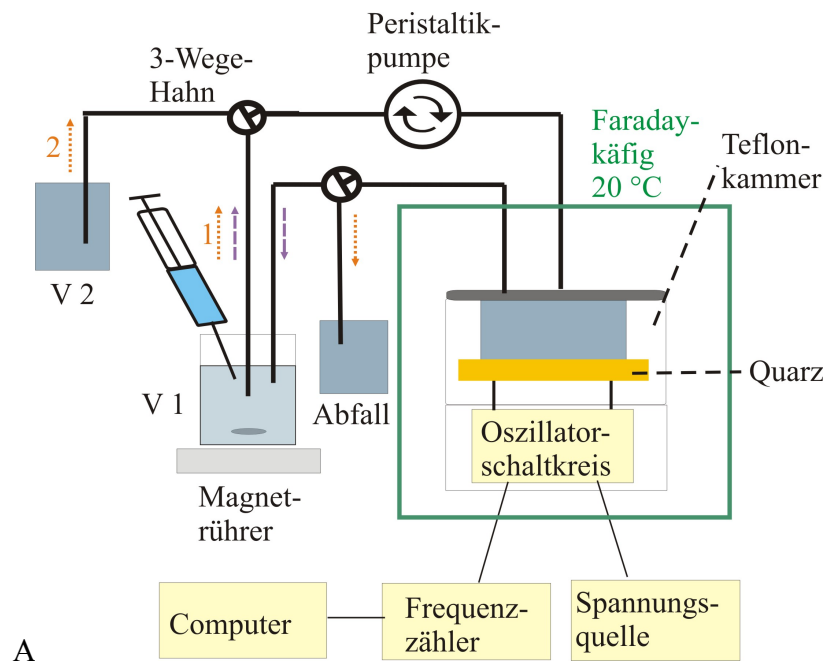 Peristaltik-
pumpe
3-Wege-
Hahn
Faraday-
käfig
20 °C
Teflon-
kammer
2
1
V 2
V 1
Abfall
Quarz
Oszillator-
schaltkreis
Magnet-
rührer
Computer
Frequenz-
zähler
Spannungs-
quelle
A